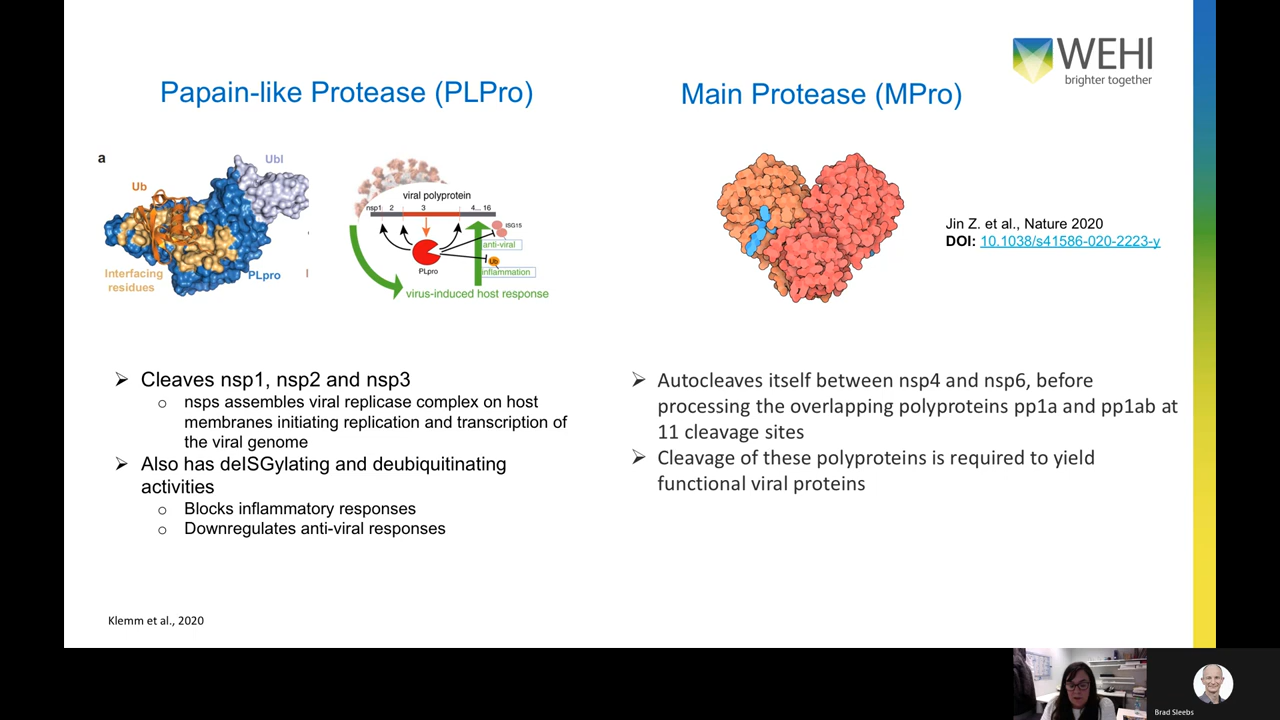 WEHI
brighter together
Papain-like Protease (PLPro)
Main Protease (MPro)
a
Ubl
Ub
Interfacing
residues
PLpro
viral polyprotein
nsp1 2 3 4... 16
ISG15
anti-viral
Ub
inflammation
PLpro
virus-induced host response
Jin Z. et al., Nature 2020
DOI: 10.1038/s41586-020-2223-y
➢ Cleaves nsp1, nsp2 and nsp3
o nsps assembles viral replicase complex on host
membranes initiating replication and transcription of
the viral genome
➢ Also has deISGylating and deubiquitinating
activities
o Blocks inflammatory responses
o Downregulates anti-viral responses
➢ Autocleaves itself between nsp4 and nsp6, before
processing the overlapping polyproteins pp1a and pp1ab at
11 cleavage sites
➢ Cleavage of these polyproteins is required to yield
functional viral proteins
Klemm et al., 2020
Brad Sleebs